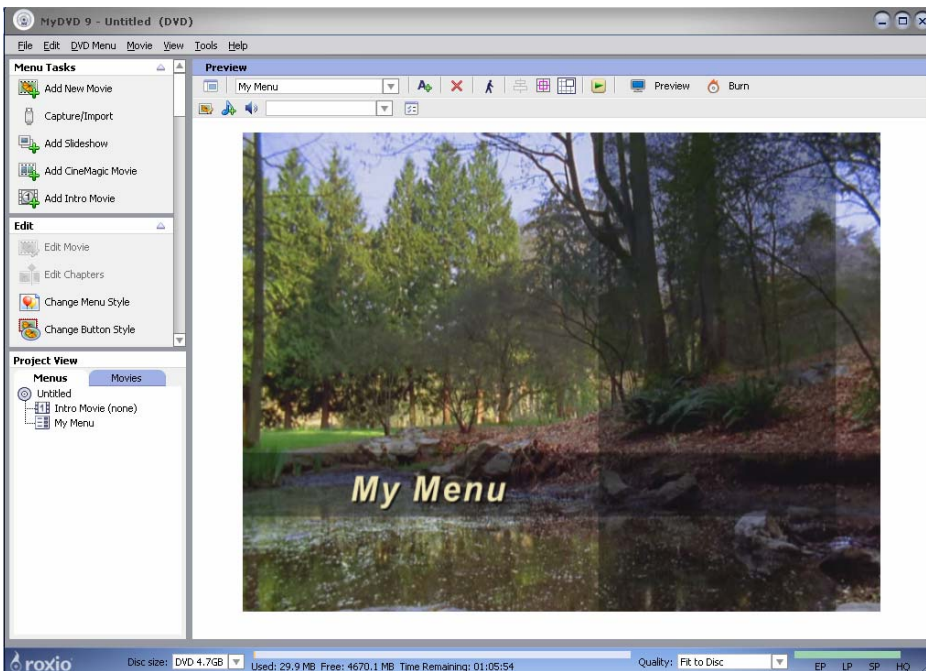 MyDVD 9 - Untitled (DVD)
File Edit DVD Menu Movie View Tools Help
Menu Tasks
Add New Movie
Capture/Import
Add Slideshow
Add CineMagic Movie
Add Intro Movie
Edit
Edit Movie
Edit Chapters
Change Menu Style
Change Button Style
Project View
Menus Movies
Untitled
Intro Movie (none)
My Menu
Preview
My Menu Preview Burn
My Menu
roxio Disc size: DVD 4.7GB Used: 29.9 MB Free: 4670.1 MB Time Remaining: 01:05:54 Quality: Fit to Disc EP LP SP HQ